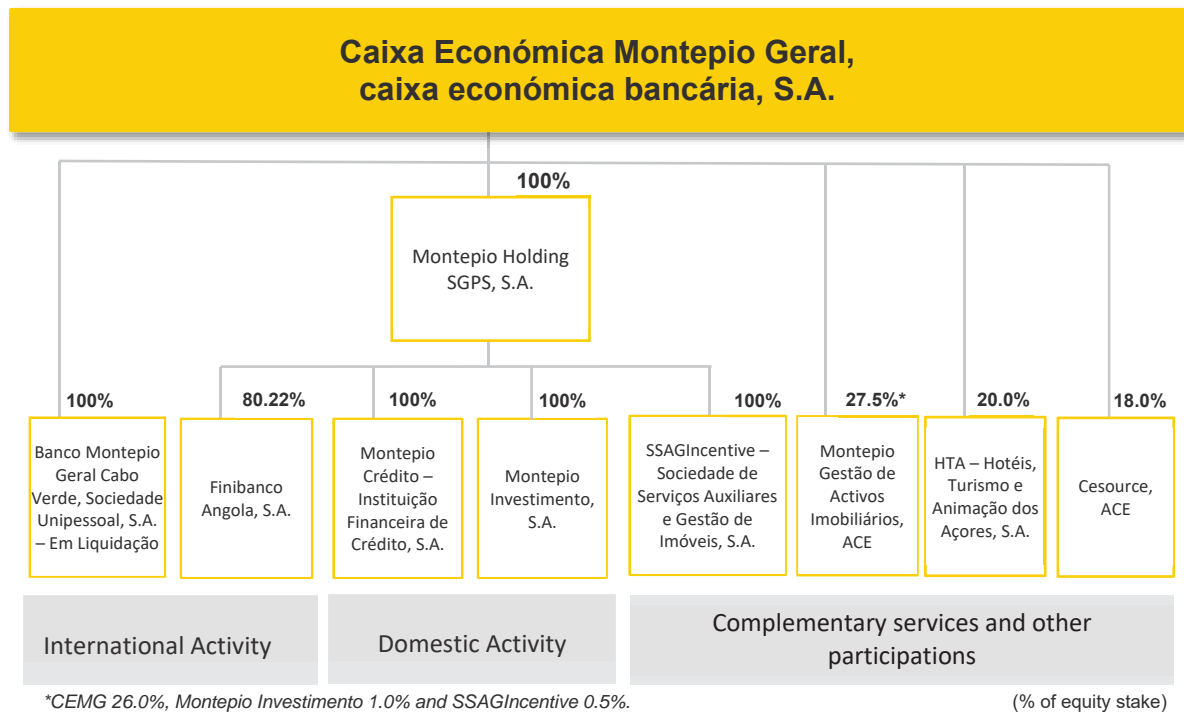 Caixa Económica Montepio Geral,
caixa económica bancária, S.A.
100%
Montepio Holding
SGPS, S.A.
100%
80.22%
100%
100%
100%
27.5%*
20.0%
18.0%
Banco Montepio
Geral Cabo
Verde, Sociedade
Unipessoal, S.A.
– Em Liquidação
Finibanco
Angola, S.A.
Montepio
Crédito –
Instituição
Financeira de
Crédito, S.A.
Montepio
Investimento,
S.A.
SSAGIncentive –
Sociedade de
Serviços Auxiliares
e Gestão de
Imóveis, S.A.
Montepio
Gestão de
Activos
Imobiliários,
ACE
HTA – Hotéis,
Turismo e
Animação dos
Açores, S.A.
Cesource,
ACE
International Activity
Domestic Activity
Complementary services and other
participations
*CEMG 26.0%, Montepio Investimento 1.0% and SSAGIncentive 0.5%.
(% of equity stake)